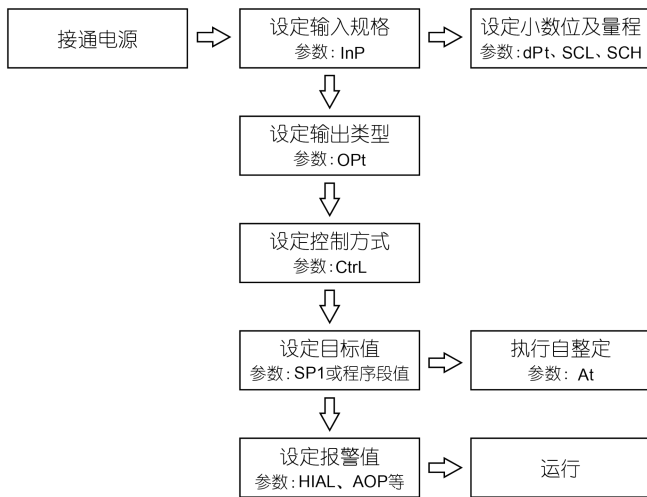 接通电源
设定输入规格
参数：InP
设定小数位及量程
参数：dPt、SCL、SCH
设定输出类型
参数：OPt
设定控制方式
参数：CtrL
设定目标值
参数：SP1或程序段值
执行自整定
参数： At
设定报警值
参数：HIAL、AOP等
运行